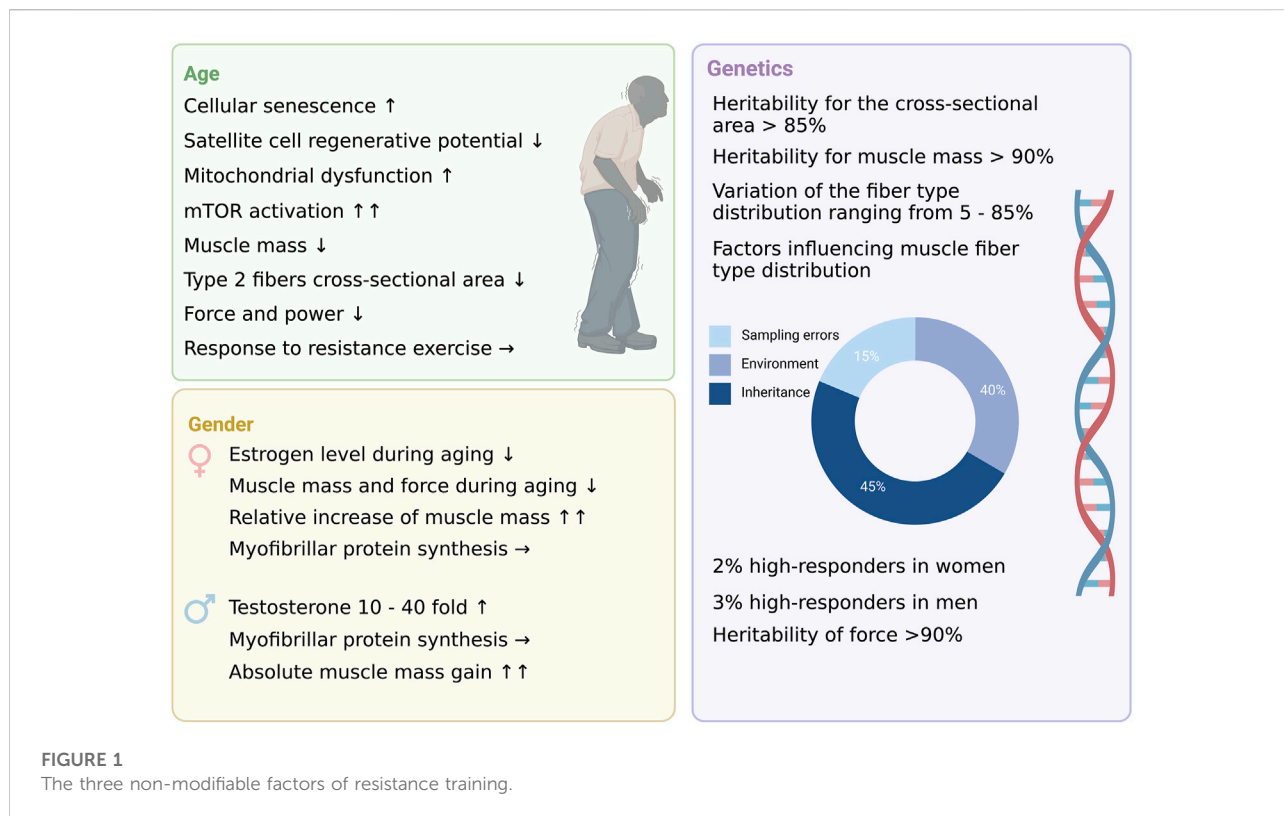 Age
Cellular senescence ↑
Satellite cell regenerative potential ↓
Mitochondrial dysfunction ↑
mTOR activation ↑↑
Muscle mass ↓
Type 2 fibers cross-sectional area ↓
Force and power ↓
Response to resistance exercise →
Gender
♀
Estrogen level during aging ↓
Muscle mass and force during aging ↓
Relative increase of muscle mass ↑↑
Myofibrillar protein synthesis →
♂
Testosterone 10 - 40 fold ↑
Myofibrillar protein synthesis →
Absolute muscle mass gain ↑↑
Genetics
Heritability for the cross-sectional
area > 85%
Heritability for muscle mass > 90%
Variation of the fiber type
distribution ranging from 5 - 85%
Factors influencing muscle fiber
type distribution
Sampling errors
Environment
Inheritance
15%
40%
45%
2% high-responders in women
3% high-responders in men
Heritability of force >90%
FIGURE 1
The three non-modifiable factors of resistance training.